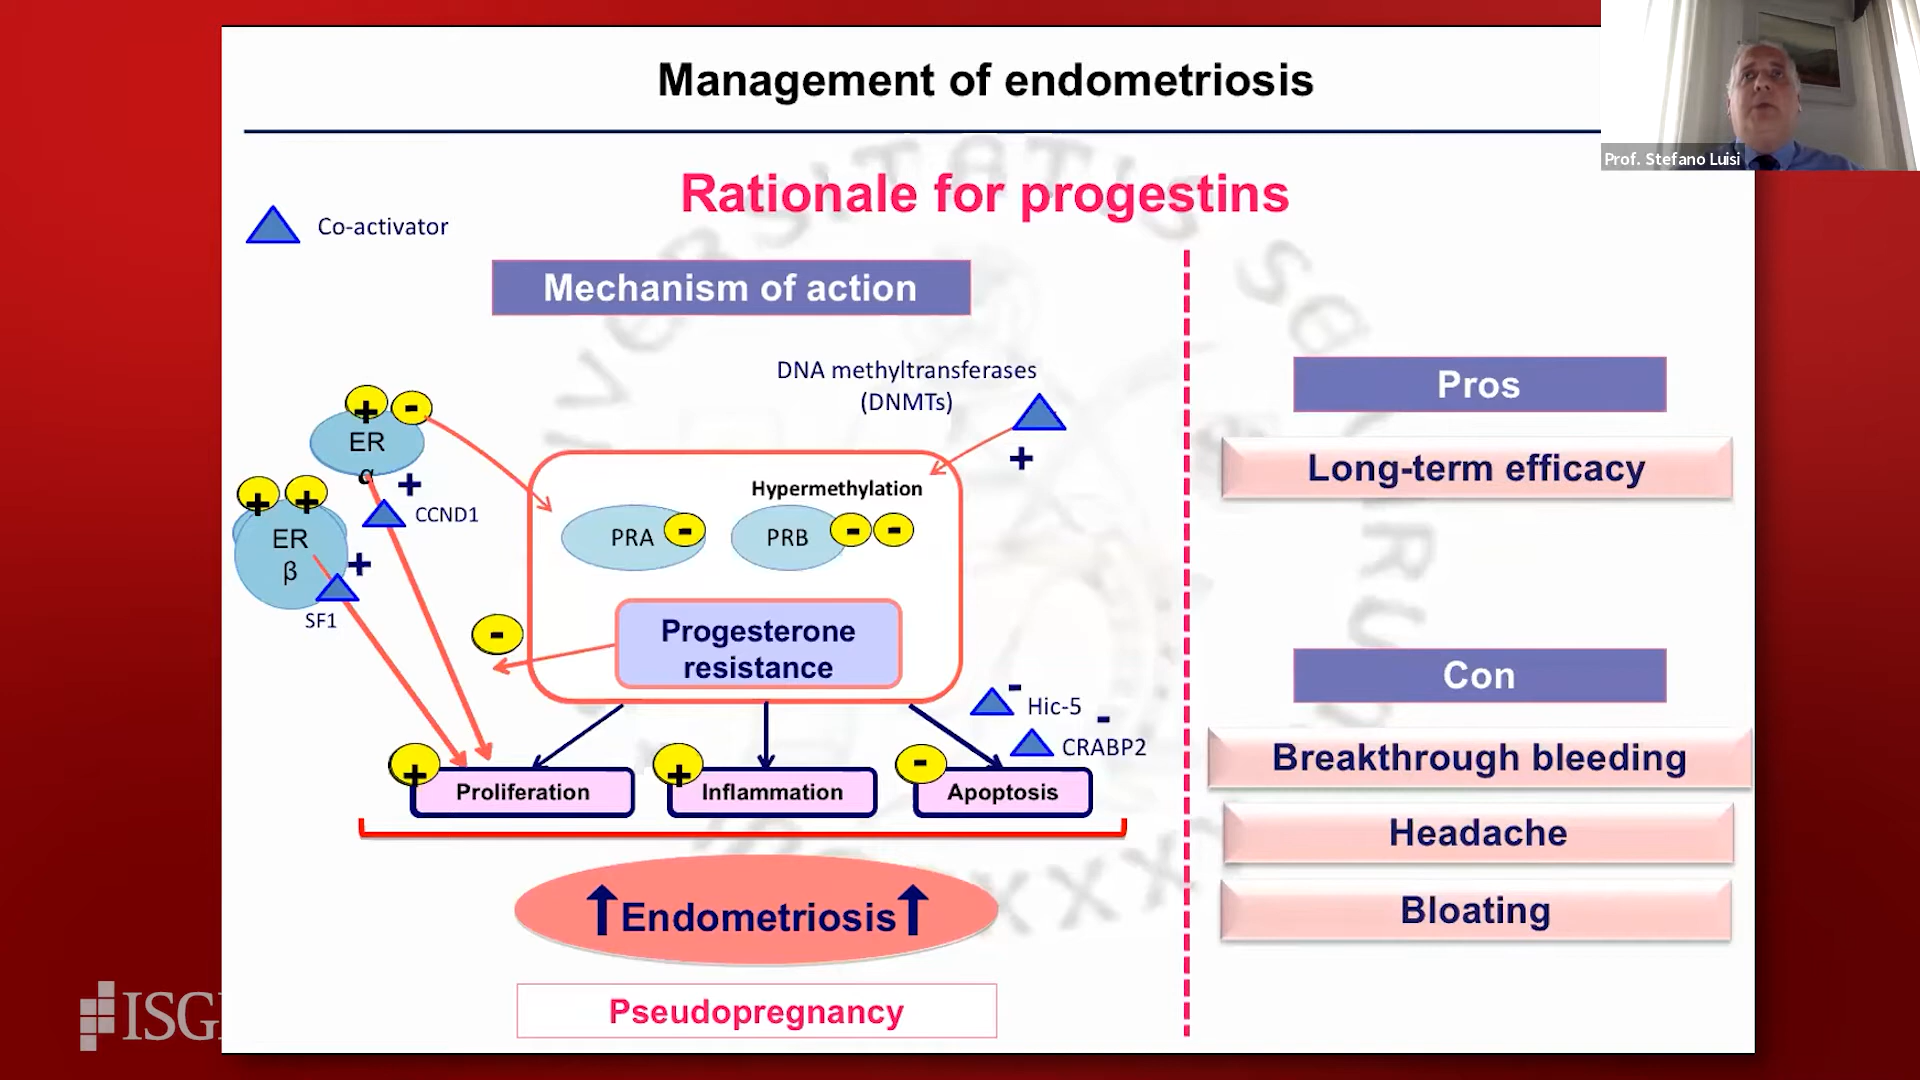 Management of endometriosis
Prof. Stefano Luisi
Rationale for progestins
Co-activator
Mechanism of action
DNA methyltransferases
(DNMTs)
+ -
ER
α
+
CCND1
+ +
ER
β
+
SF1
+
Hypermethylation
PRA -
PRB - -
Progesterone
resistance
-
- Hic-5
- CRABP2
+ Proliferation
+ Inflammation
- Apoptosis
Endometriosis
Pseudopregnancy
Pros
Long-term efficacy
Con
Breakthrough bleeding
Headache
Bloating